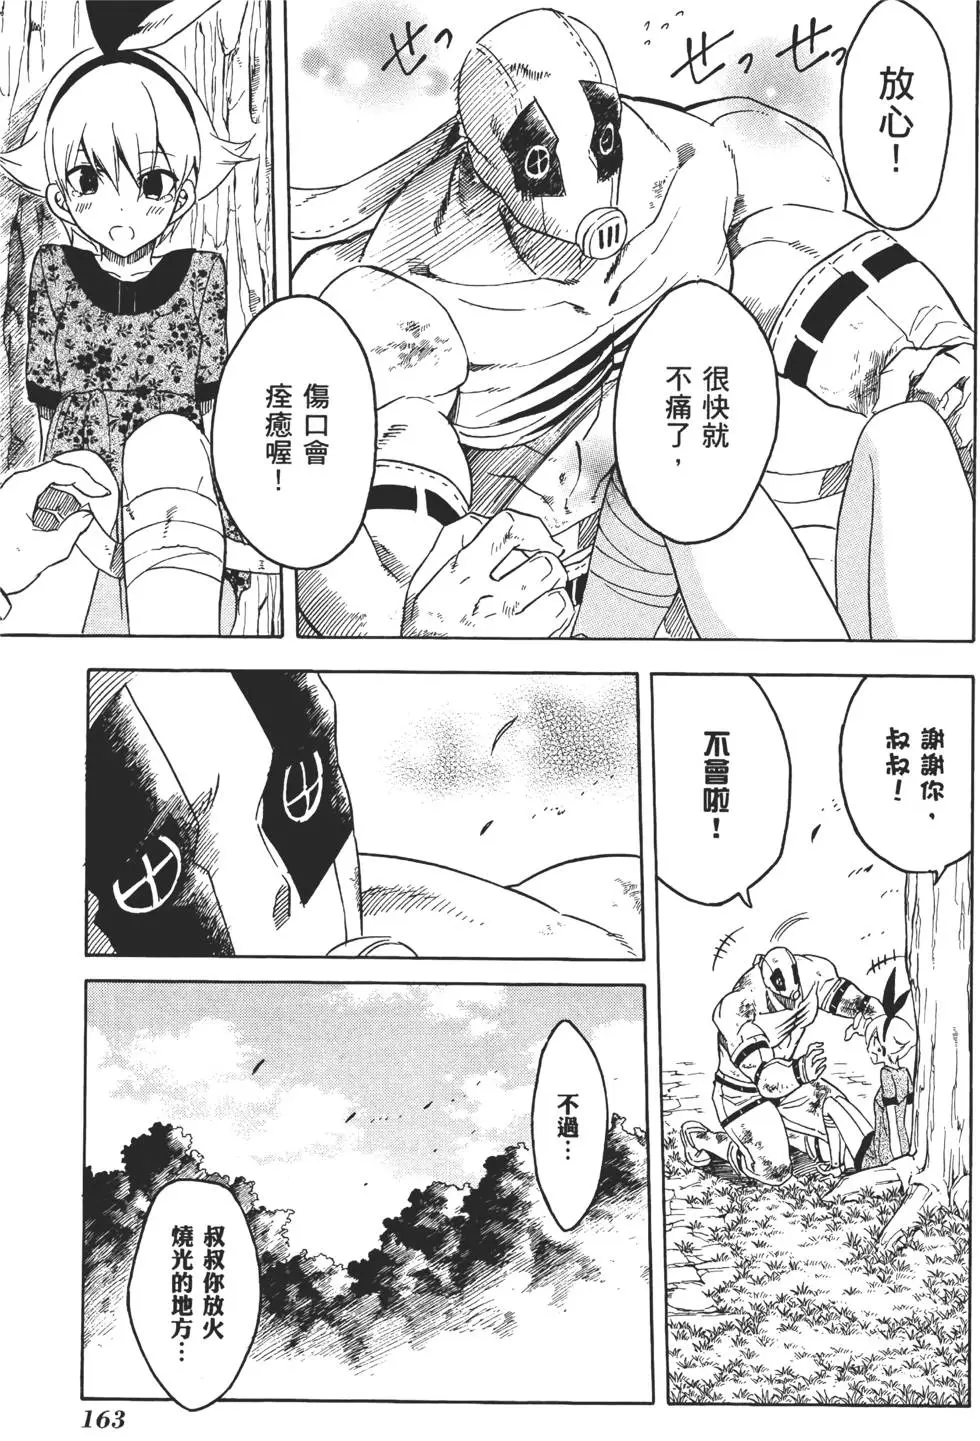 放心！
せっ
せっ
せっ
很快就
不痛了，
傷口會
痊癒喔！
謝謝你，
叔叔！
不會啦！
不過…
叔叔你放火
燒光的地方…
163